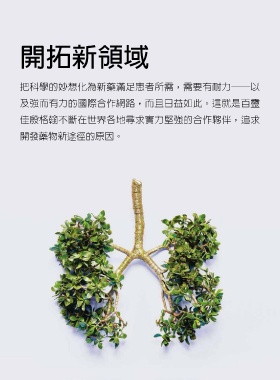 開拓新領域
把科學的妙想化為新藥滿足患者所需，需要有耐力──以
及強而有力的國際合作網路，而且日益如此。這就是百靈
佳殷格翰不斷在世界各地尋求實力堅強的合作夥伴，追求
開發藥物新途徑的原因。